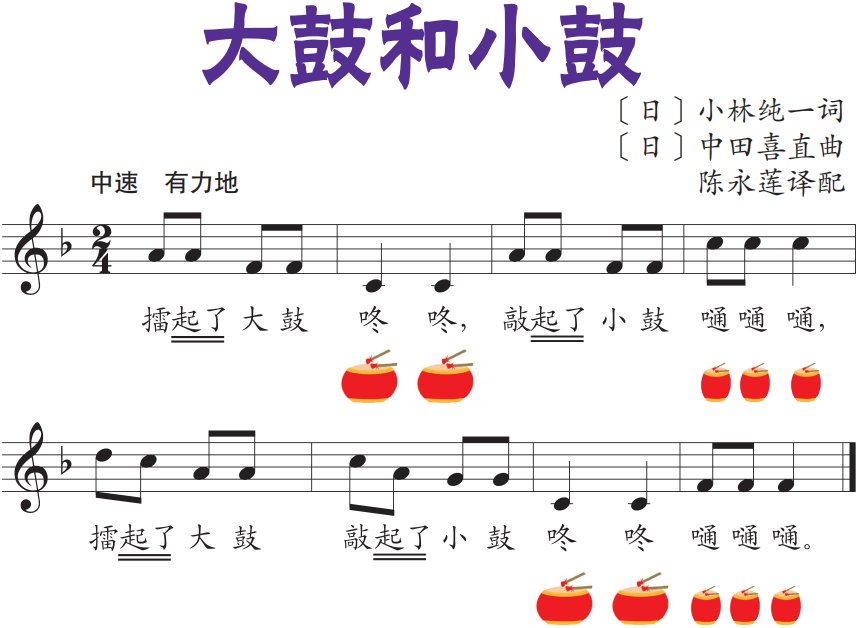 大鼓和小鼓
〔日〕小林纯一词
〔日〕中田喜直曲
陈永莲译配
中速 有力地
2
4
擂起了大鼓 咚 咚， 敲起了小鼓 嗵嗵 嗵，
擂起了大鼓 敲起了小鼓 咚 咚 嗵嗵嗵。